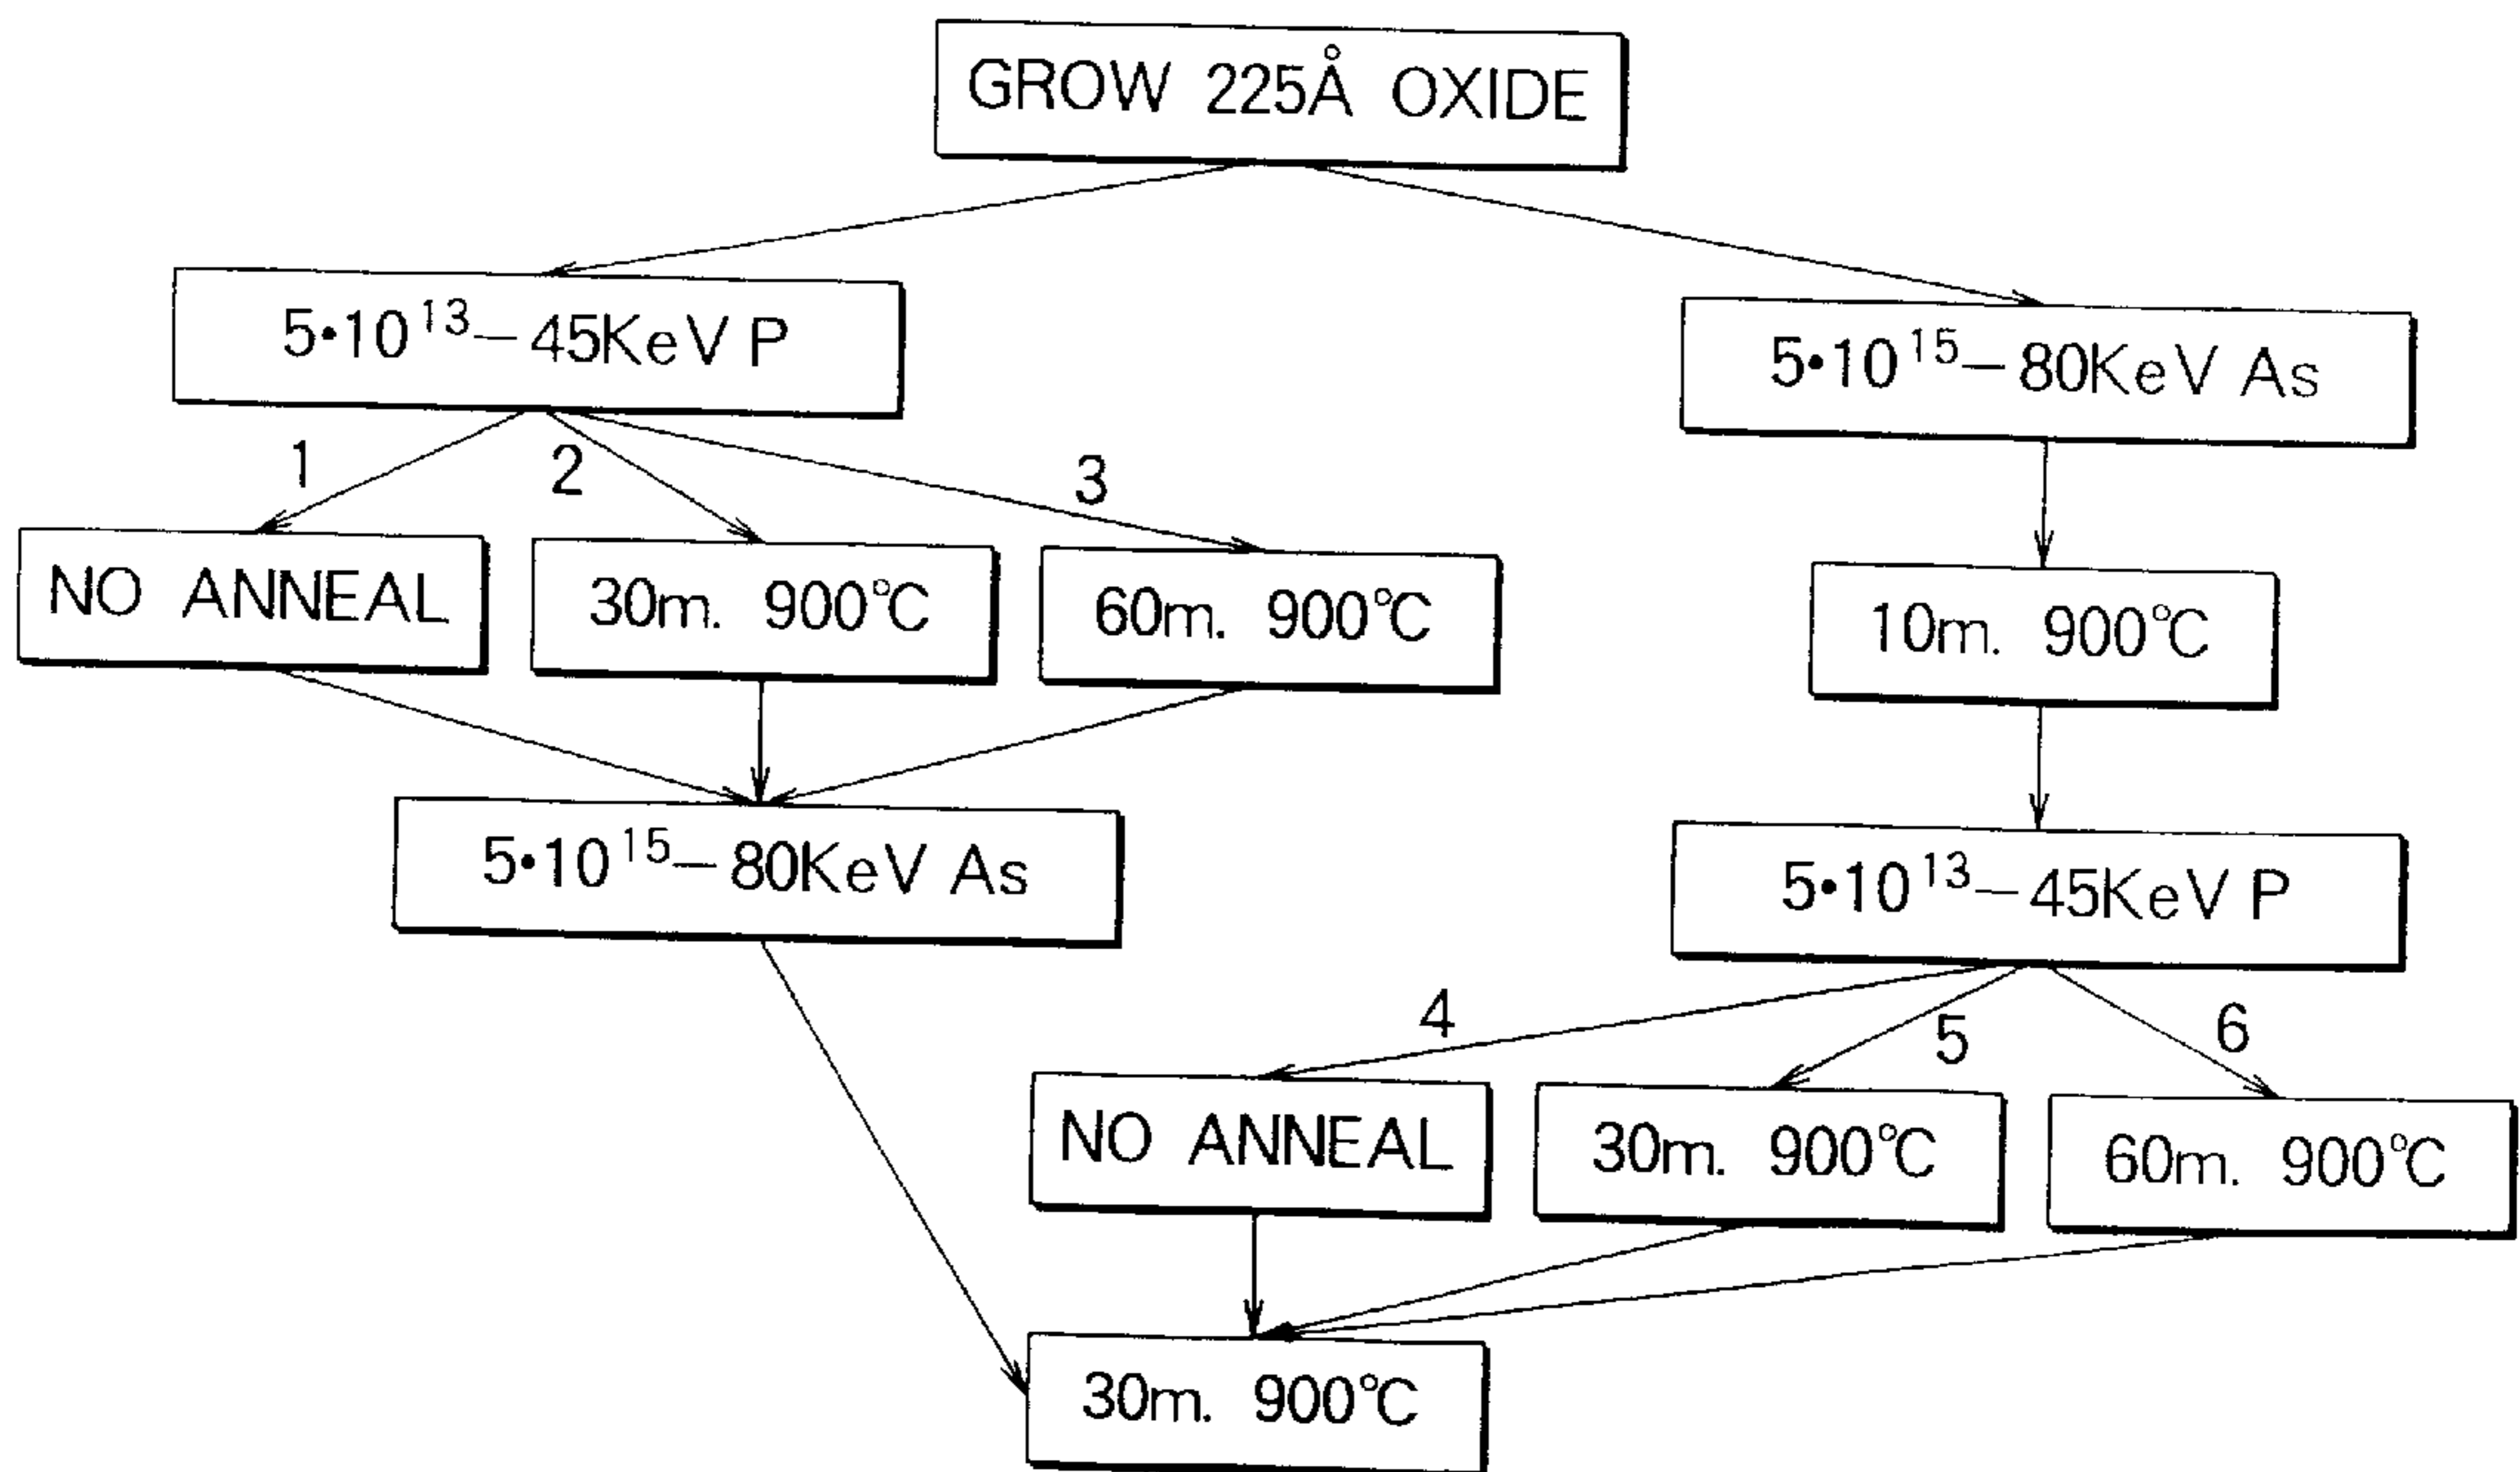 GROW 225Å OXIDE
5•10¹³–45KeV P
5•10¹⁵–80KeV As
1
2
3
NO ANNEAL
30m. 900°C
60m. 900°C
10m. 900°C
5•10¹⁵–80KeV As
5•10¹³–45KeV P
4
5
6
NO ANNEAL
30m. 900°C
60m. 900°C
30m. 900°C